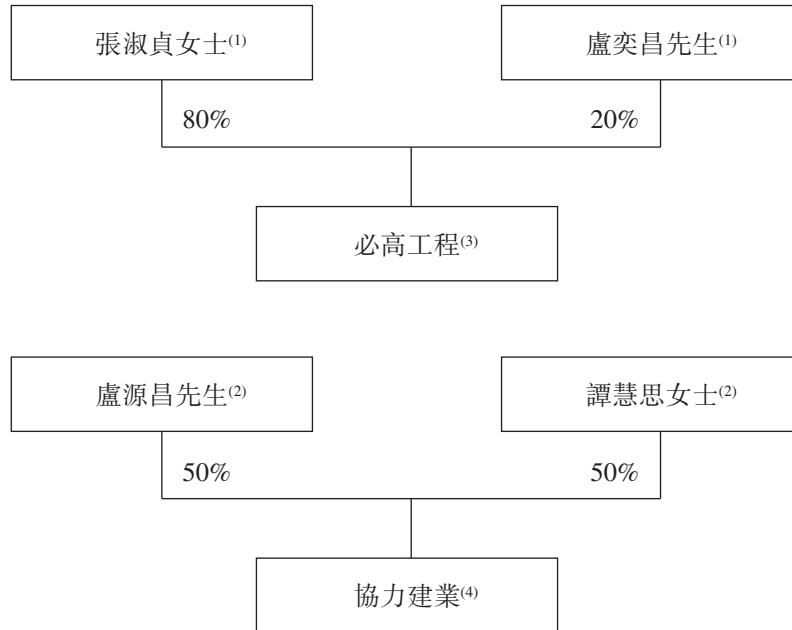 張淑貞女士(1)
盧奕昌先生(1)
80%
20%
必高工程(3)
盧源昌先生(2)
譚慧思女士(2)
50%
50%
協力建業(4)